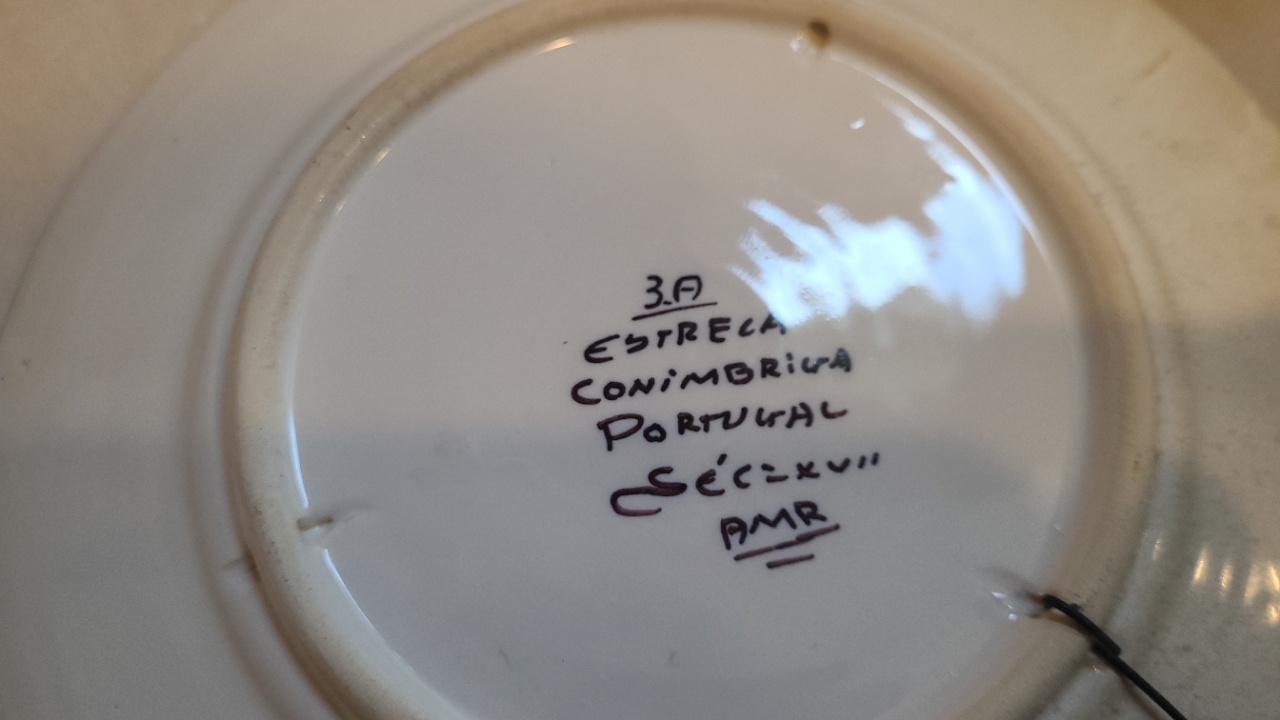 3.A
ESTRELA
CONIMBRIGA
PORTUGAL
SÉC=XVII
AMR